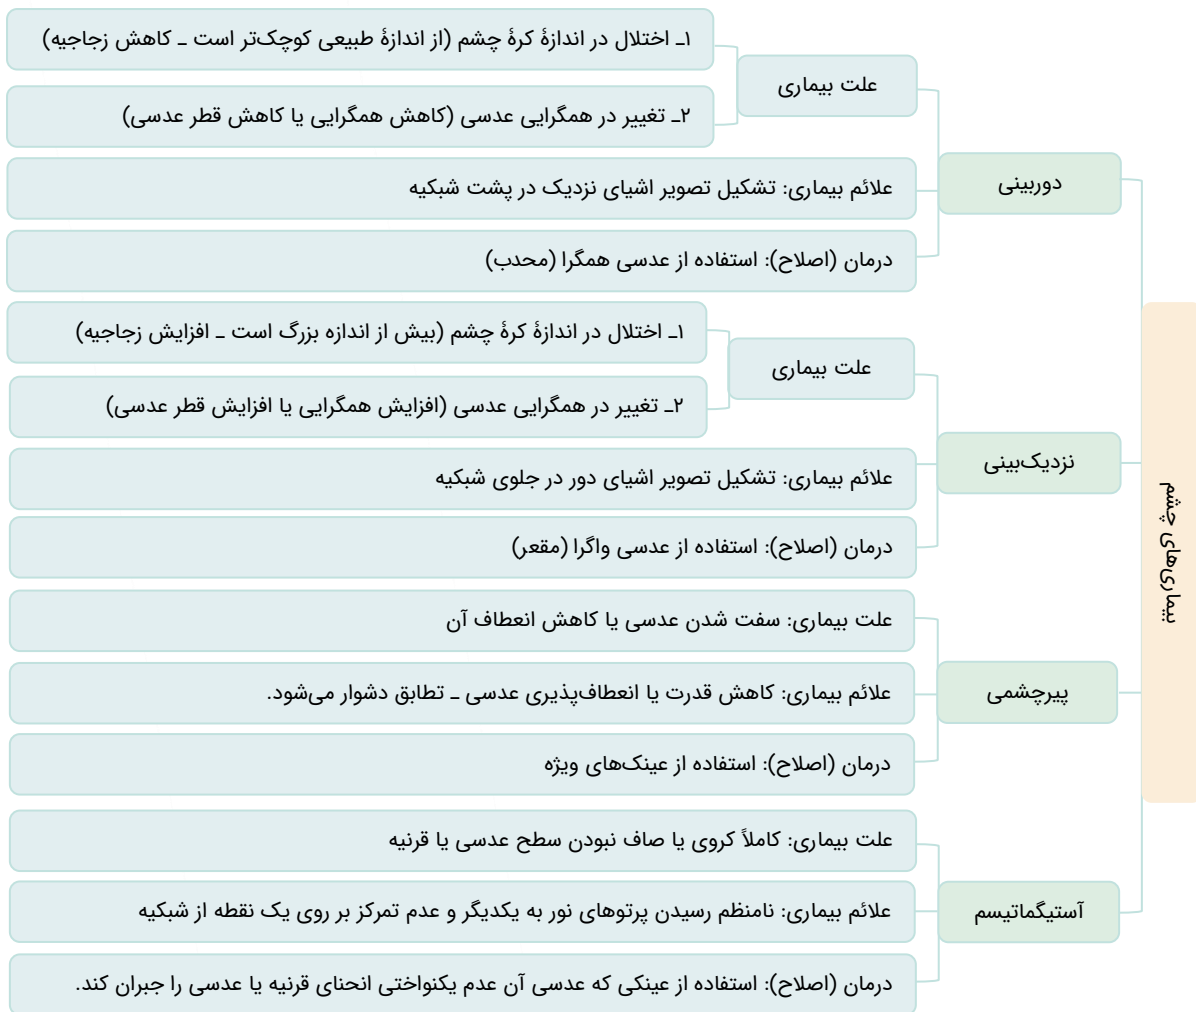 بیماری‌های چشم
دوربینی
علت بیماری
۱ـ اختلال در اندازهٔ کرهٔ چشم (از اندازهٔ طبیعی کوچک‌تر است ـ کاهش زجاجیه)
۲ـ تغییر در همگرایی عدسی (کاهش همگرایی یا کاهش قطر عدسی)
علائم بیماری: تشکیل تصویر اشیای نزدیک در پشت شبکیه
درمان (اصلاح): استفاده از عدسی همگرا (محدب)
نزدیک‌بینی
علت بیماری
۱ـ اختلال در اندازهٔ کرهٔ چشم (بیش از اندازه بزرگ است ـ افزایش زجاجیه)
۲ـ تغییر در همگرایی عدسی (افزایش همگرایی یا افزایش قطر عدسی)
علائم بیماری: تشکیل تصویر اشیای دور در جلوی شبکیه
درمان (اصلاح): استفاده از عدسی واگرا (مقعر)
پیرچشمی
علت بیماری: سفت شدن عدسی یا کاهش انعطاف آن
علائم بیماری: کاهش قدرت یا انعطاف‌پذیری عدسی ـ تطابق دشوار می‌شود.
درمان (اصلاح): استفاده از عینک‌های ویژه
آستیگماتیسم
علت بیماری: کاملاً کروی یا صاف نبودن سطح عدسی یا قرنیه
علائم بیماری: نامنظم رسیدن پرتوهای نور به یکدیگر و عدم تمرکز بر روی یک نقطه از شبکیه
درمان (اصلاح): استفاده از عینکی که عدسی آن عدم یکنواختی انحنای قرنیه یا عدسی را جبران کند.